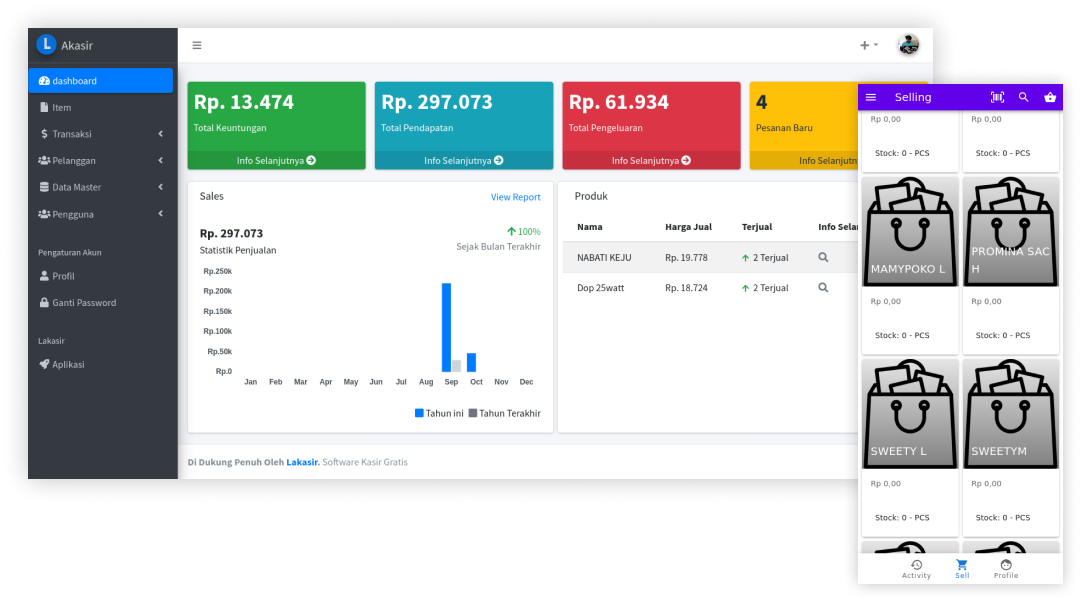 L Akasir
dashboard
Item
Transaksi
Pelanggan
Data Master
Pengguna
Pengaturan Akun
Profil
Ganti Password
Lakasir
Aplikasi
Rp. 13.474
Total Keuntungan
Info Selanjutnya
Rp. 297.073
Total Pendapatan
Info Selanjutnya
Rp. 61.934
Total Pengeluaran
Info Selanjutnya
4
Pesanan Baru
Info Selanjutn
Sales
View Report
Rp. 297.073
100%
Statistik Penjualan
Sejak Bulan Terakhir
Rp.250k
Rp.200k
Rp.150k
Rp.100k
Rp.50k
Rp.0
Jan Feb Mar Apr May Jun Jul Aug Sep Oct Nov Dec
Tahun ini Tahun Terakhir
Produk
Nama Harga Jual Terjual Info Sela
NABATI KEJU Rp. 19.778 2 Terjual
Dop 25watt Rp. 18.724 2 Terjual
Di Dukung Penuh Oleh Lakasir. Software Kasir Gratis
Selling
Rp 0,00 Rp 0,00
Stock: 0 - PCS Stock: 0 - PCS
MAMYPOKO L
PROMINA SAC
H
Rp 0,00 Rp 0,00
Stock: 0 - PCS Stock: 0 - PCS
SWEETY L SWEETYM
Rp 0,00 Rp 0,00
Stock: 0 - PCS Stock: 0 - PCS
Activity Sell Profile